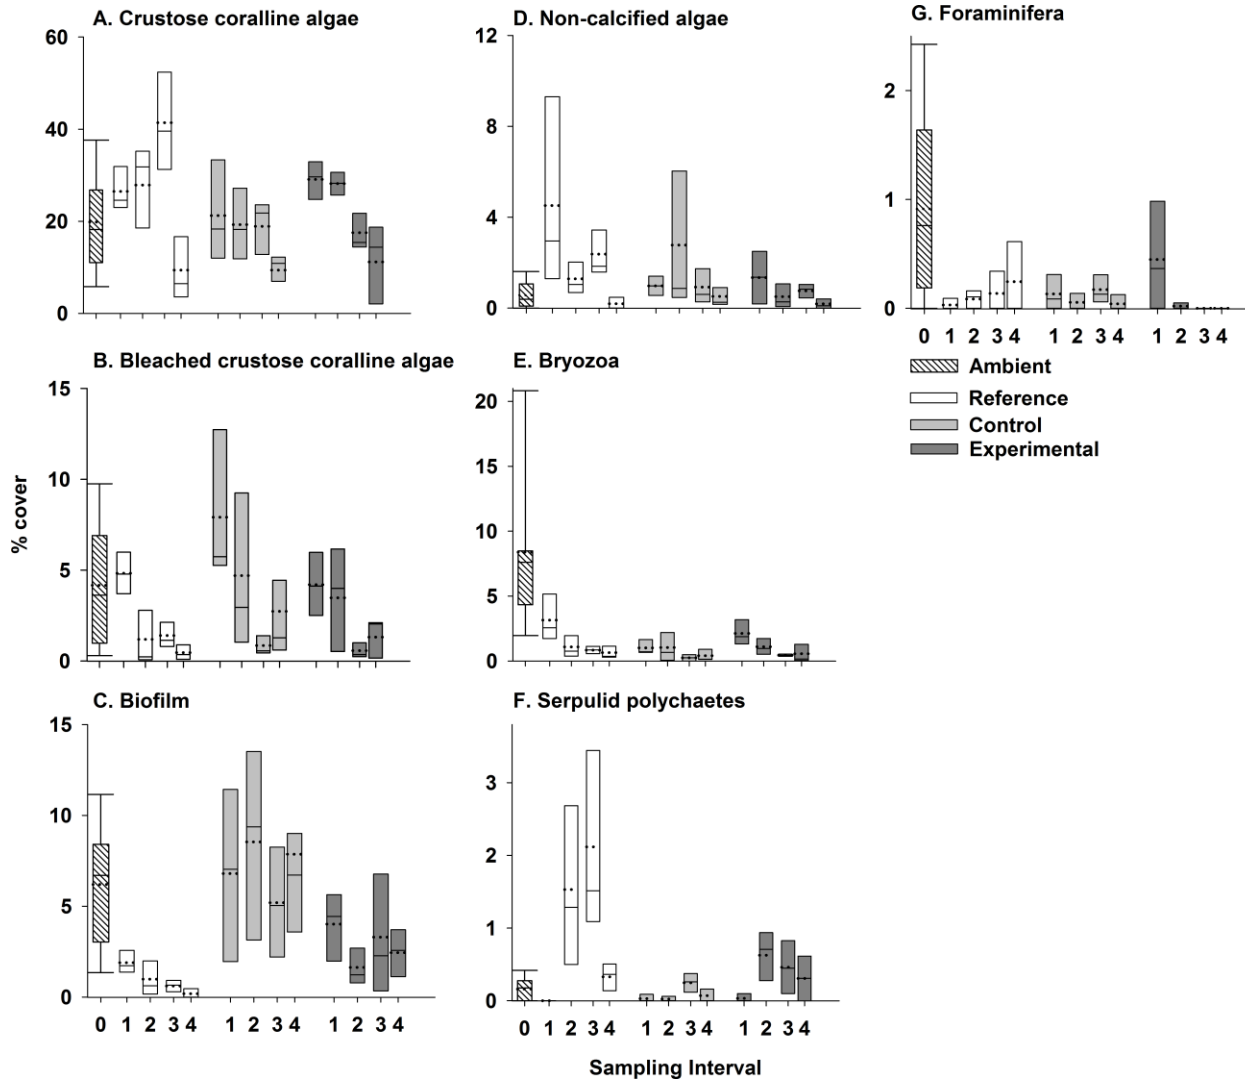 A. Crustose coralline algae
60
40
20
0
B. Bleached crustose coralline algae
15
10
5
0
C. Biofilm
15
10
5
0
0 1 2 3 4 1 2 3 4 1 2 3 4
% cover
D. Non-calcified algae
12
8
4
0
E. Bryozoa
20
15
10
5
0
F. Serpulid polychaetes
3
2
1
0
0 1 2 3 4 1 2 3 4 1 2 3 4
Sampling Interval
G. Foraminifera
2
1
0
0 1 2 3 4 1 2 3 4 1 2 3 4
Ambient
Reference
Control
Experimental